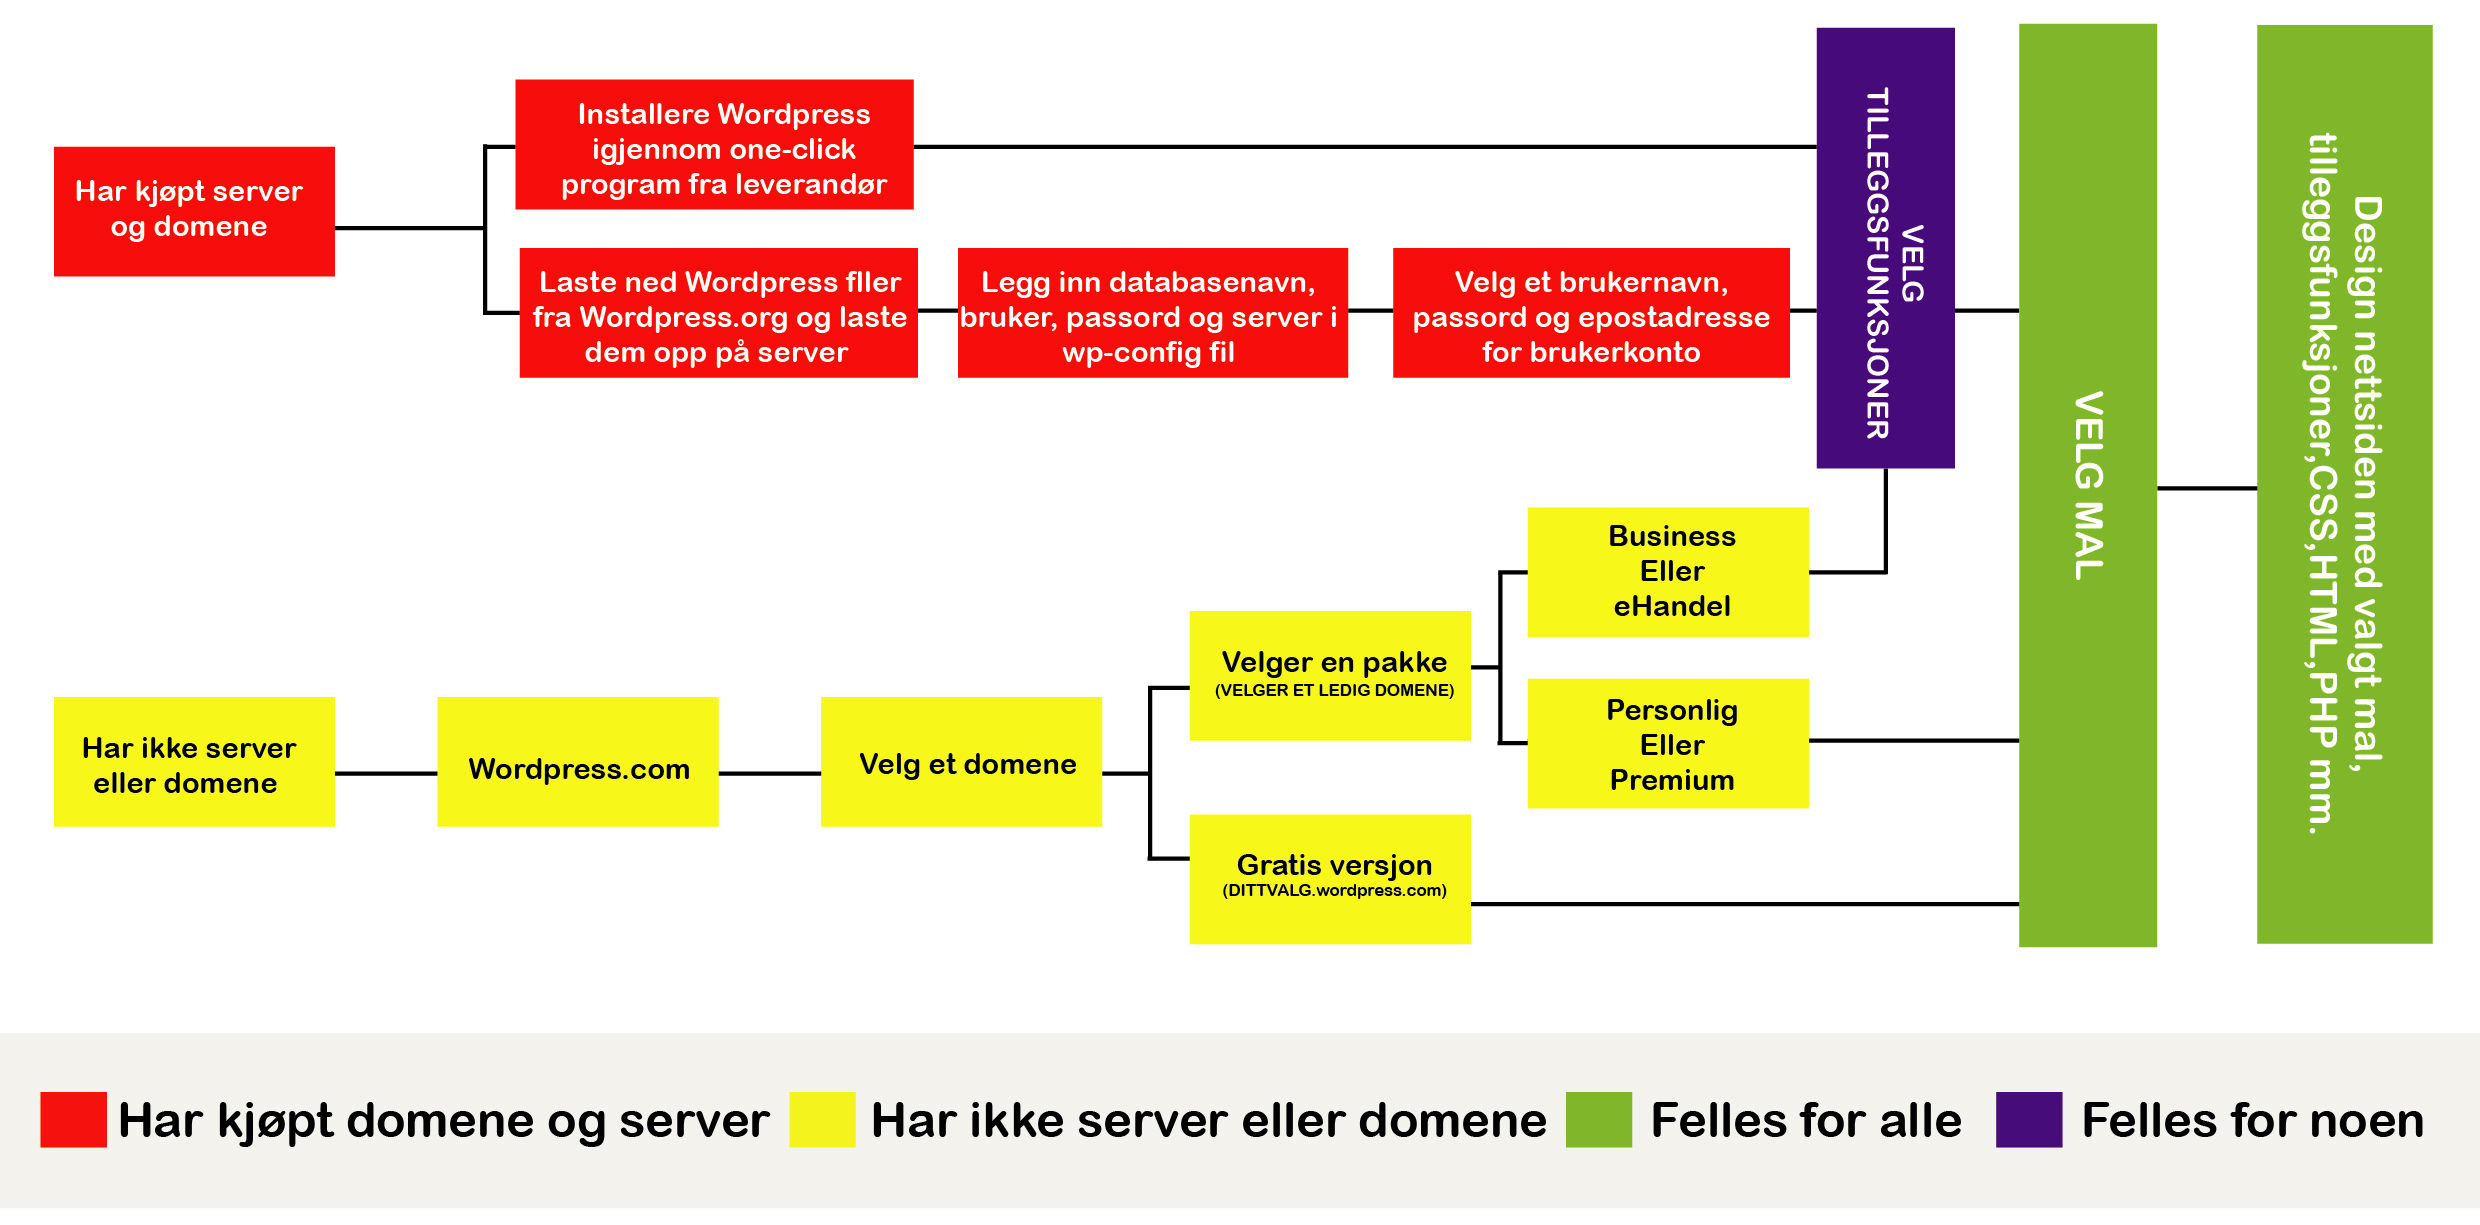 Har kjøpt server
og domene
Installere Wordpress
igjennom one-click
program fra leverandør
Laste ned Wordpress fller
fra Wordpress.org og laste
dem opp på server
Legg inn databasenavn,
bruker, passord og server i
wp-config fil
Velg et brukernavn,
passord og epostadresse
for brukerkonto
VELG
TILLEGGSFUNKSJONER
VELG MAL
Design nettsiden med valgt mal,
tilleggsfunksjoner,CSS,HTML,PHP mm.
Har ikke server
eller domene
Wordpress.com
Velg et domene
Velger en pakke
(VELGER ET LEDIG DOMENE)
Gratis versjon
(DITTVALG.wordpress.com)
Business
Eller
eHandel
Personlig
Eller
Premium
Har kjøpt domene og server
Har ikke server eller domene
Felles for alle
Felles for noen